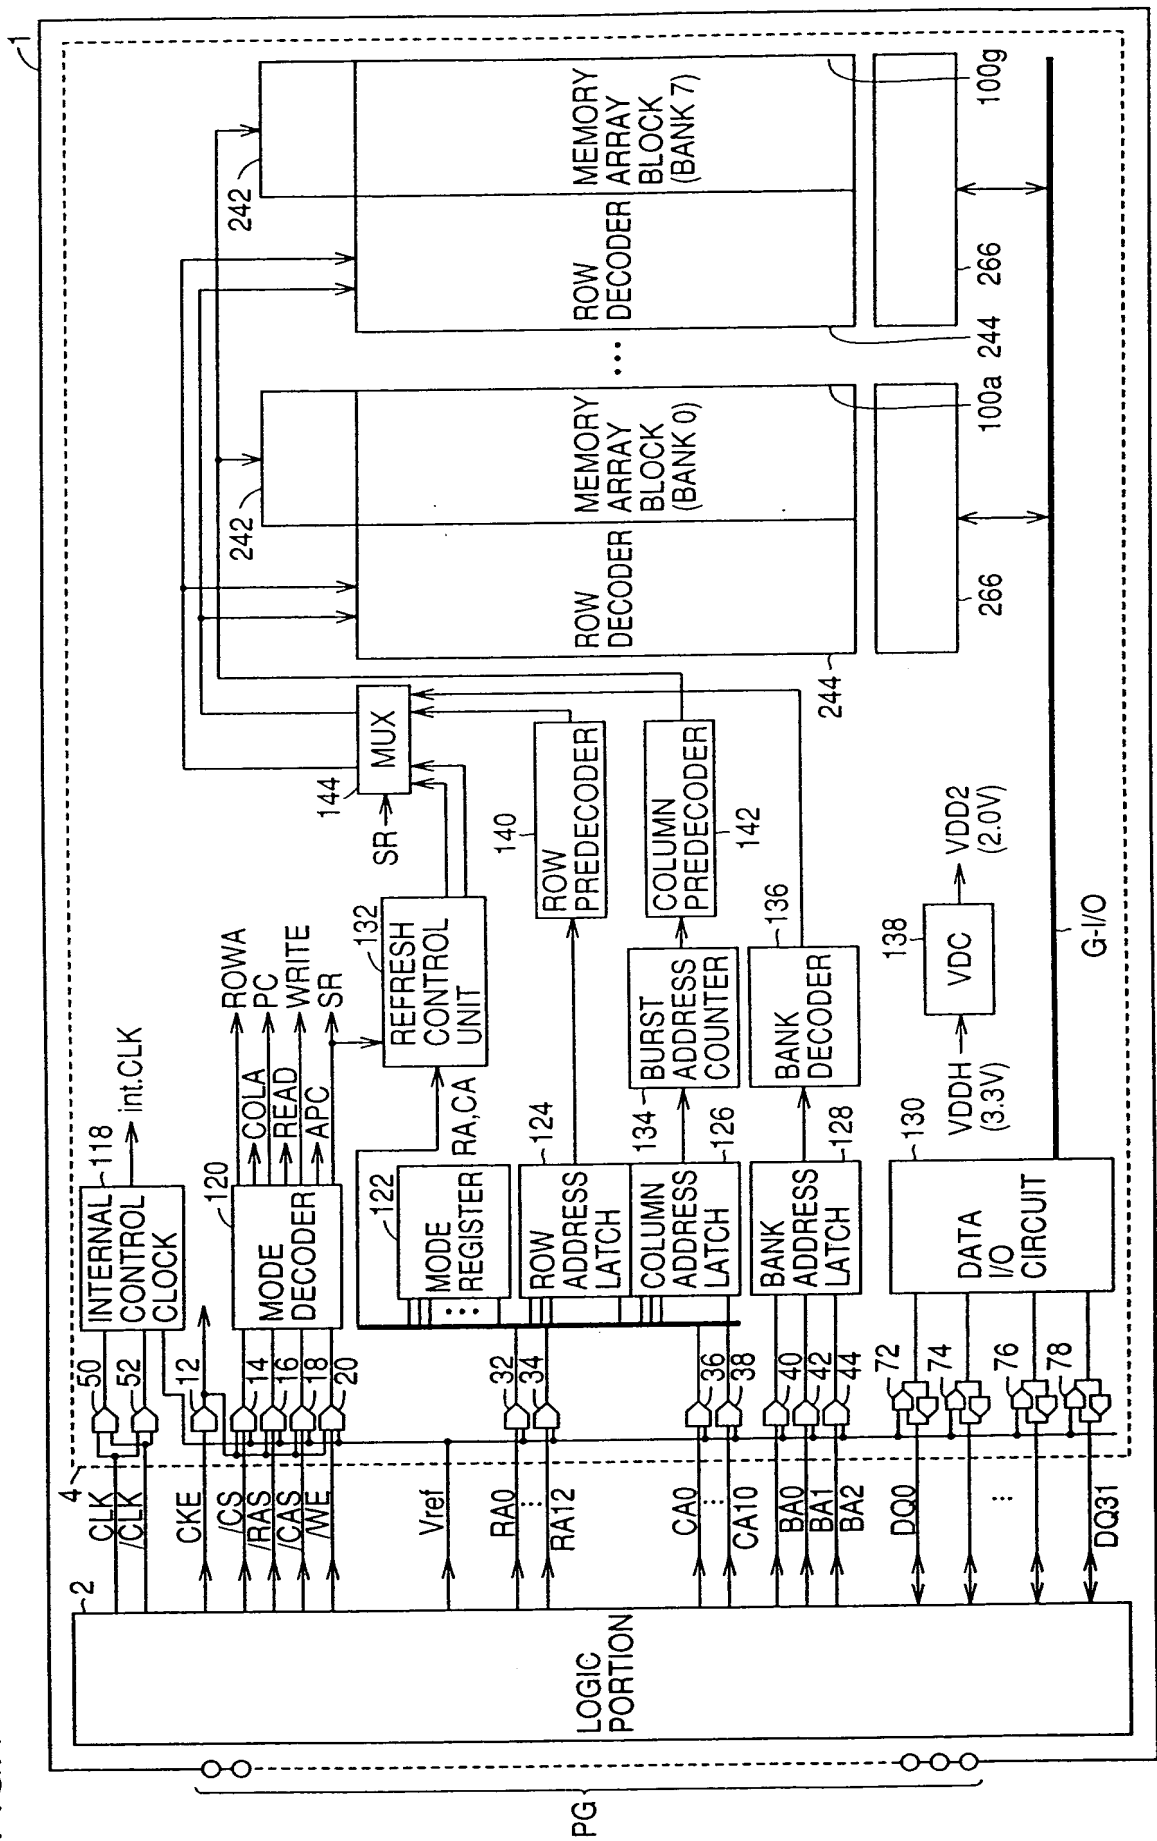 1
4
2
LOGIC
PORTION
PG
CLK
/CLK
CKE
/CS
/RAS
/CAS
/WE
Vref
RA0
⋮
RA12
CA0
⋮
CA10
BA0
BA1
BA2
DQ0
⋮
DQ31
50
52
12
14
16
18
20
32
34
36
38
40
42
44
72
74
76
78
INTERNAL
CONTROL
CLOCK
118
int.CLK
MODE
DECODER
120
ROWA
COLA
PC
READ
WRITE
APC
SR
MODE
REGISTER
122
RA,CA
REFRESH
CONTROL
UNIT
132
ROW
ADDRESS
LATCH
124
COLUMN
ADDRESS
LATCH
126
BANK
ADDRESS
LATCH
128
DATA
I/O
CIRCUIT
130
BURST
ADDRESS
COUNTER
134
BANK
DECODER
136
VDDH
(3.3V)
VDC
138
VDD2
(2.0V)
G-I/O
ROW
PREDECODER
140
COLUMN
PREDECODER
142
SR
MUX
144
ROW
DECODER
244
MEMORY
ARRAY
BLOCK
(BANK 0)
242
100a
266
...
ROW
DECODER
244
MEMORY
ARRAY
BLOCK
(BANK 7)
242
100g
266